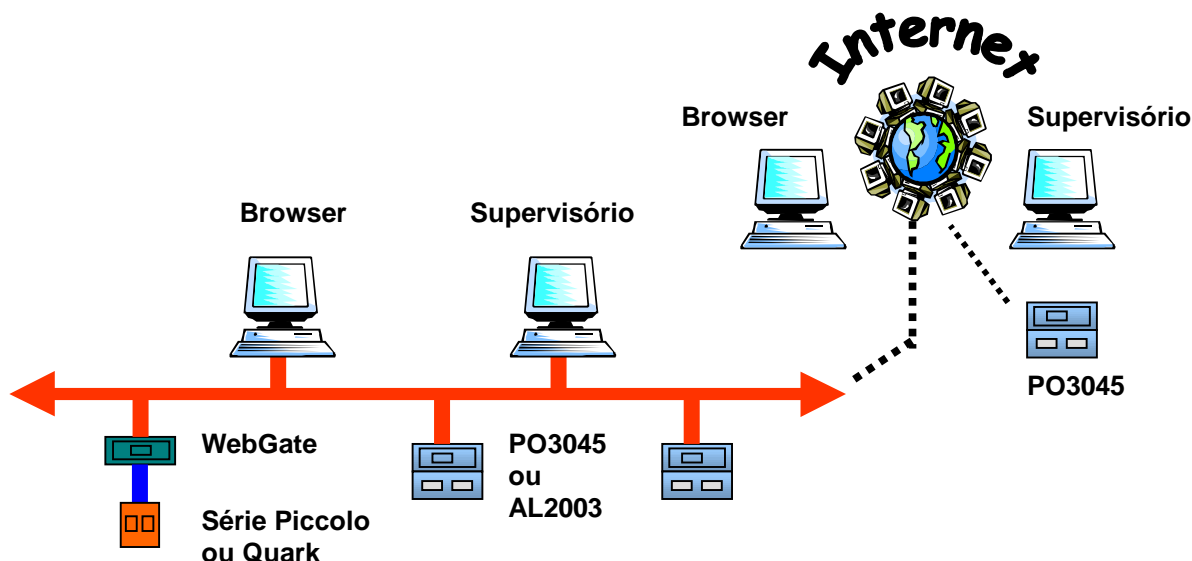 Internet
Browser
Supervisório
Browser
Supervisório
PO3045
WebGate
PO3045
ou
AL2003
Série Piccolo
ou Quark